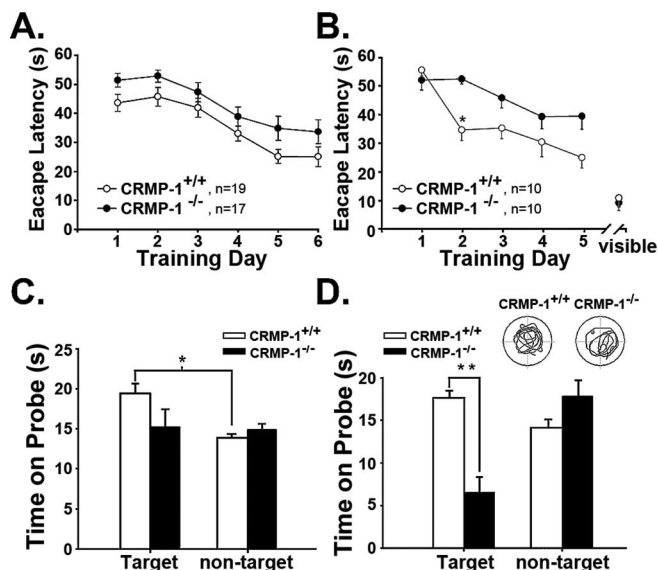 A.
Eacape Latency (s)
60
50
40
30
20
10
0
CRMP-1+/+, n=19
CRMP-1 -/-, n=17
1 2 3 4 5 6
Training Day
B.
Eacape Latency (s)
60
50
40
30
20
10
0
*
CRMP-1+/+, n=10
CRMP-1 -/-, n=10
1 2 3 4 5
visible
Training Day
C.
Time on Probe (s)
25
20
15
10
5
0
CRMP-1+/+
CRMP-1-/-
*
Target non-target
D.
CRMP-1+/+ CRMP-1-/-
CRMP-1+/+
CRMP-1-/-
Time on Probe (s)
20
15
10
5
0
**
Target non-target